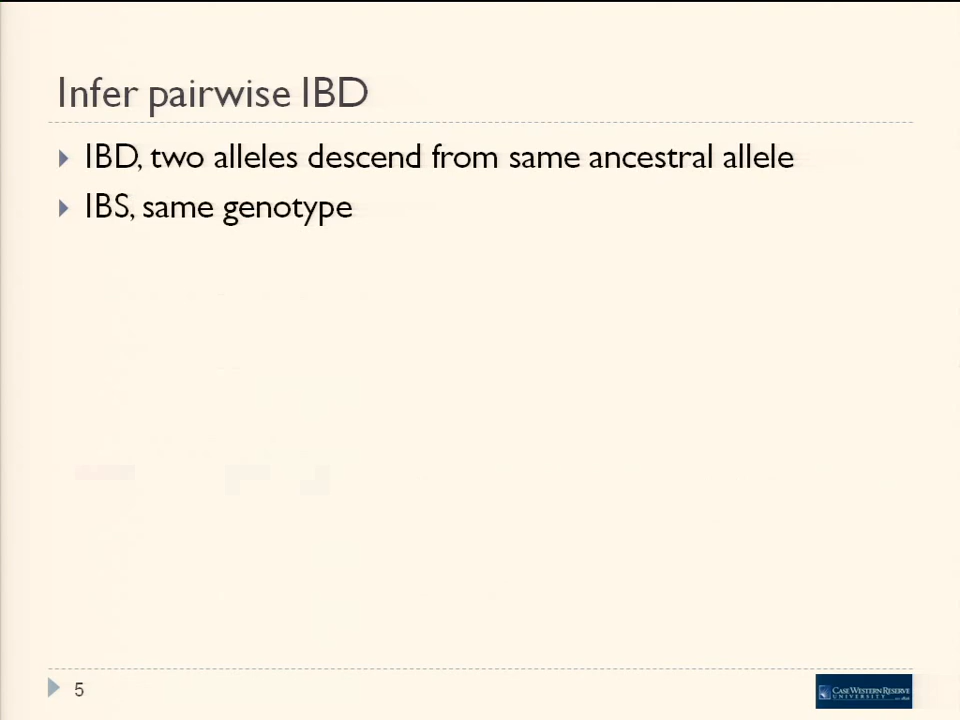 Infer pairwise IBD
IBD, two alleles descend from same ancestral allele
IBS, same genotype
5
CASE WESTERN RESERVE
UNIVERSITY